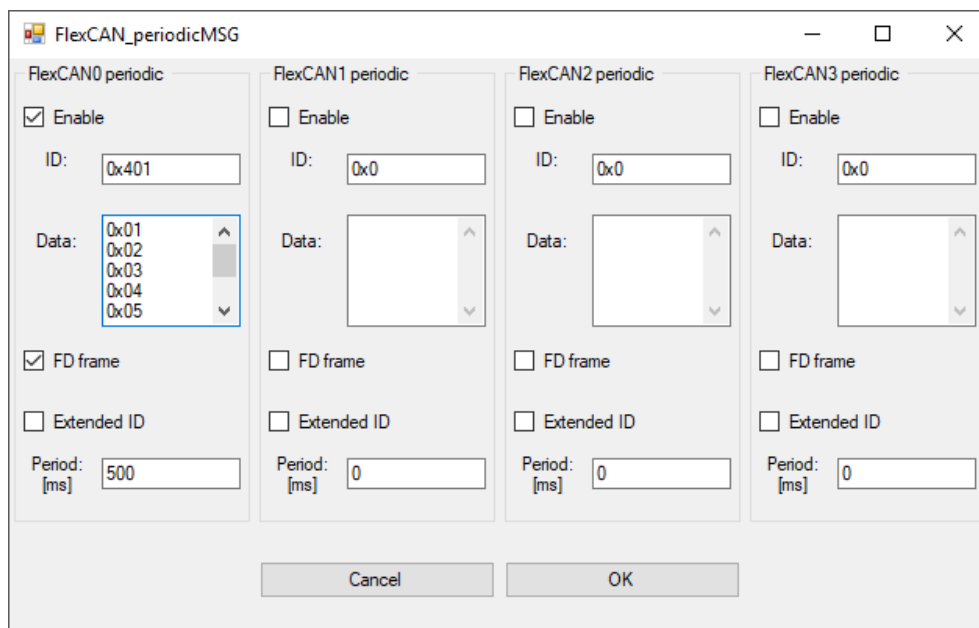 FlexCAN_periodicMSG
FlexCAN0 periodic
Enable
ID:
0x401
Data:
0x01
0x02
0x03
0x04
0x05
FD frame
Extended ID
Period:
[ms]
500
FlexCAN1 periodic
Enable
ID:
0x0
Data:
FD frame
Extended ID
Period:
[ms]
0
FlexCAN2 periodic
Enable
ID:
0x0
Data:
FD frame
Extended ID
Period:
[ms]
0
FlexCAN3 periodic
Enable
ID:
0x0
Data:
FD frame
Extended ID
Period:
[ms]
0
Cancel
OK